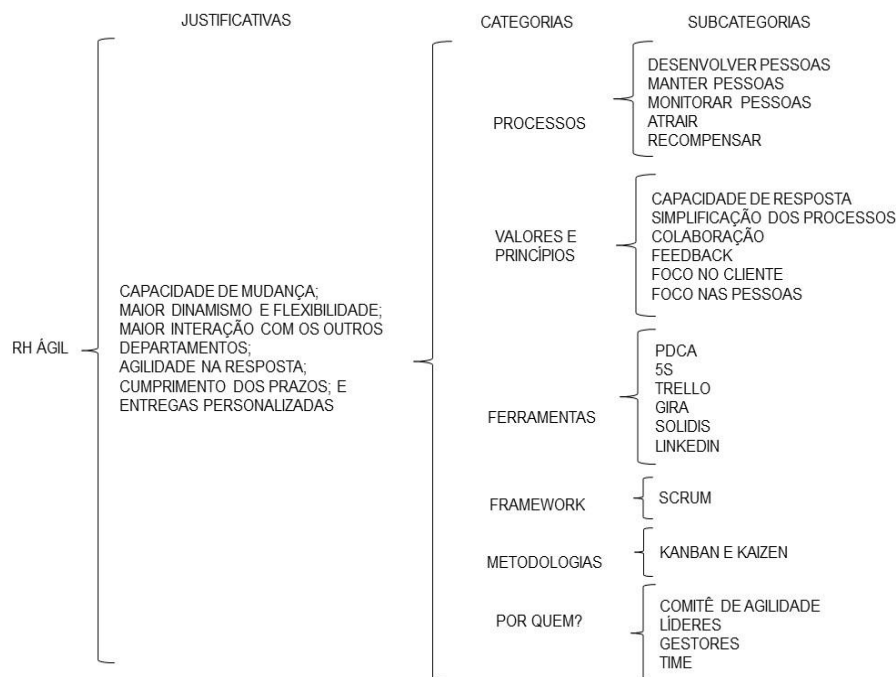 JUSTIFICATIVAS
CATEGORIAS
SUBCATEGORIAS
RH ÁGIL
CAPACIDADE DE MUDANÇA;
MAIOR DINAMISMO E FLEXIBILIDADE;
MAIOR INTERAÇÃO COM OS OUTROS
DEPARTAMENTOS;
AGILIDADE NA RESPOSTA;
CUMPRIMENTO DOS PRAZOS; E
ENTREGAS PERSONALIZADAS
PROCESSOS
DESENVOLVER PESSOAS
MANTER PESSOAS
MONITORAR PESSOAS
ATRAIR
RECOMPENSAR
VALORES E
PRINCÍPIOS
CAPACIDADE DE RESPOSTA
SIMPLIFICAÇÃO DOS PROCESSOS
COLABORAÇÃO
FEEDBACK
FOCO NO CLIENTE
FOCO NAS PESSOAS
FERRAMENTAS
PDCA
5S
TRELLO
GIRA
SOLIDIS
LINKEDIN
FRAMEWORK
SCRUM
METODOLOGIAS
KANBAN E KAIZEN
POR QUEM?
COMITÊ DE AGILIDADE
LÍDERES
GESTORES
TIME